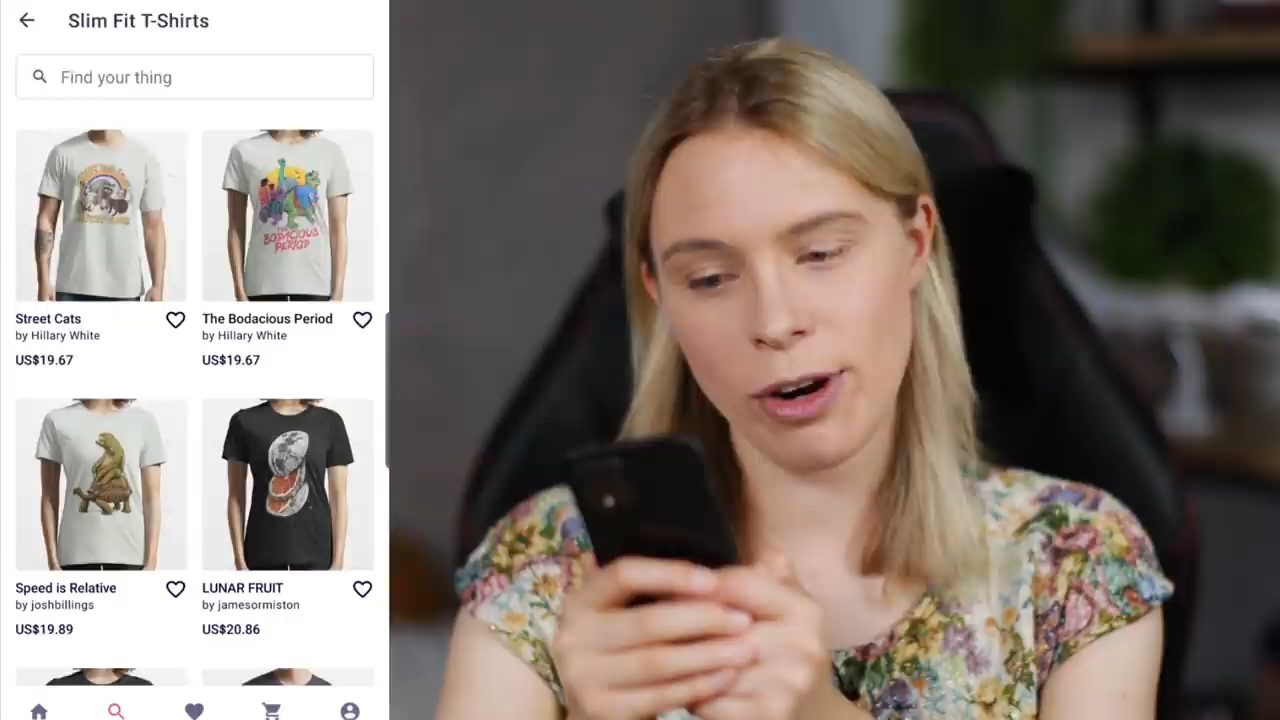 Slim Fit T-Shirts
Find your thing
BODACIOUS
PERIOD
Street Cats
by Hillary White
US$19.67
The Bodacious Period
by Hillary White
US$19.67
Speed is Relative
by joshbillings
US$19.89
LUNAR FRUIT
by jamesormiston
US$20.86